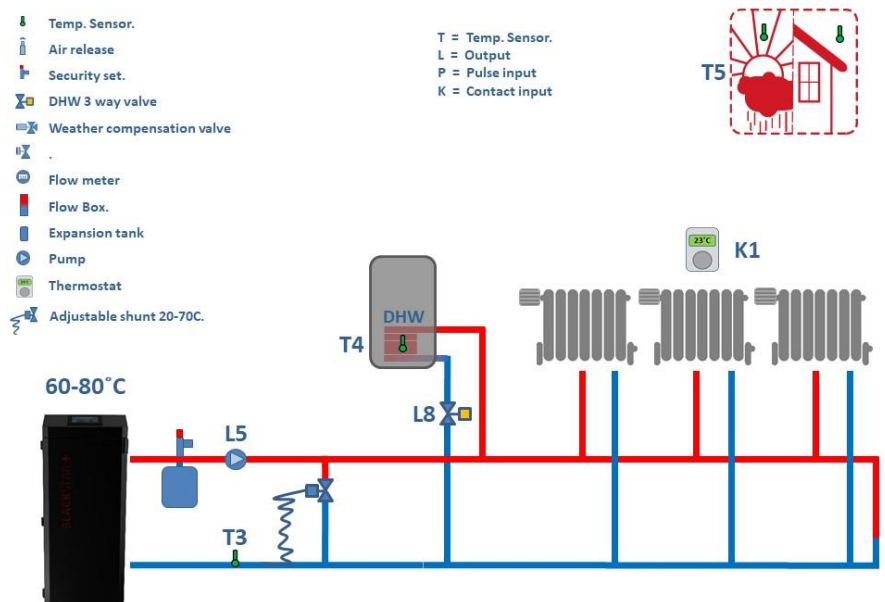 Temp. Sensor.
Air release
Security set.
DHW 3 way valve
Weather compensation valve
.
Flow meter
Flow Box.
Expansion tank
Pump
Thermostat
Adjustable shunt 20-70C.
T = Temp. Sensor.
L = Output
P = Pulse input
K = Contact input
T5
23°C
K1
DHW
T4
60-80°C
L8
L5
BLACKSTAR+
T3